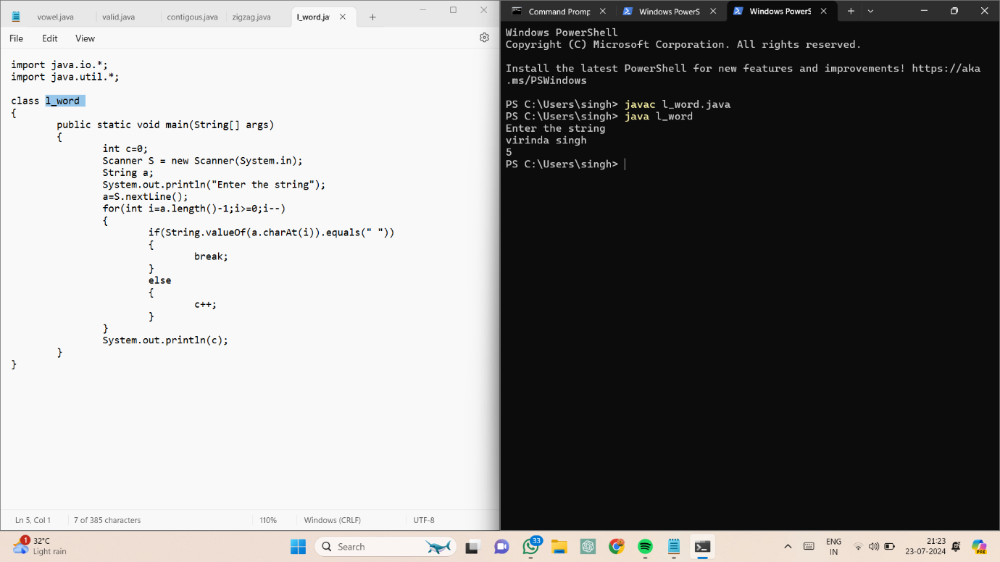 vowel.java
valid.java
contigous.java
zigzag.java
l_word.ja
File
Edit
View
import java.io.*;
import java.util.*;
class l_word
{
public static void main(String[] args)
{
int c=0;
Scanner S = new Scanner(System.in);
String a;
System.out.println("Enter the string");
a=S.nextLine();
for(int i=a.length()-1;i>=0;i--)
{
if(String.valueOf(a.charAt(i)).equals(" "))
{
break;
}
else
{
c++;
}
}
System.out.println(c);
}
}
Ln 5, Col 1
7 of 385 characters
110%
Windows (CRLF)
UTF-8
Command Promp
Windows PowerS
Windows PowerS
Windows PowerShell
Copyright (C) Microsoft Corporation. All rights reserved.
Install the latest PowerShell for new features and improvements! https://aka
.ms/PSWindows
PS C:\Users\singh> javac l_word.java
PS C:\Users\singh> java l_word
Enter the string
virinda singh
5
PS C:\Users\singh>
1
32°C
Light rain
Search
33
ENG
IN
21:23
23-07-2024
PRE